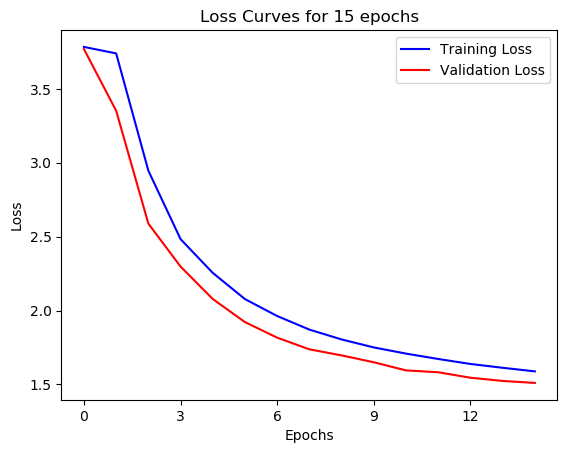 Loss Curves for 15 epochs
Training Loss
Validation Loss
3.5
3.0
2.5
2.0
1.5
Loss
0
3
6
9
12
Epochs